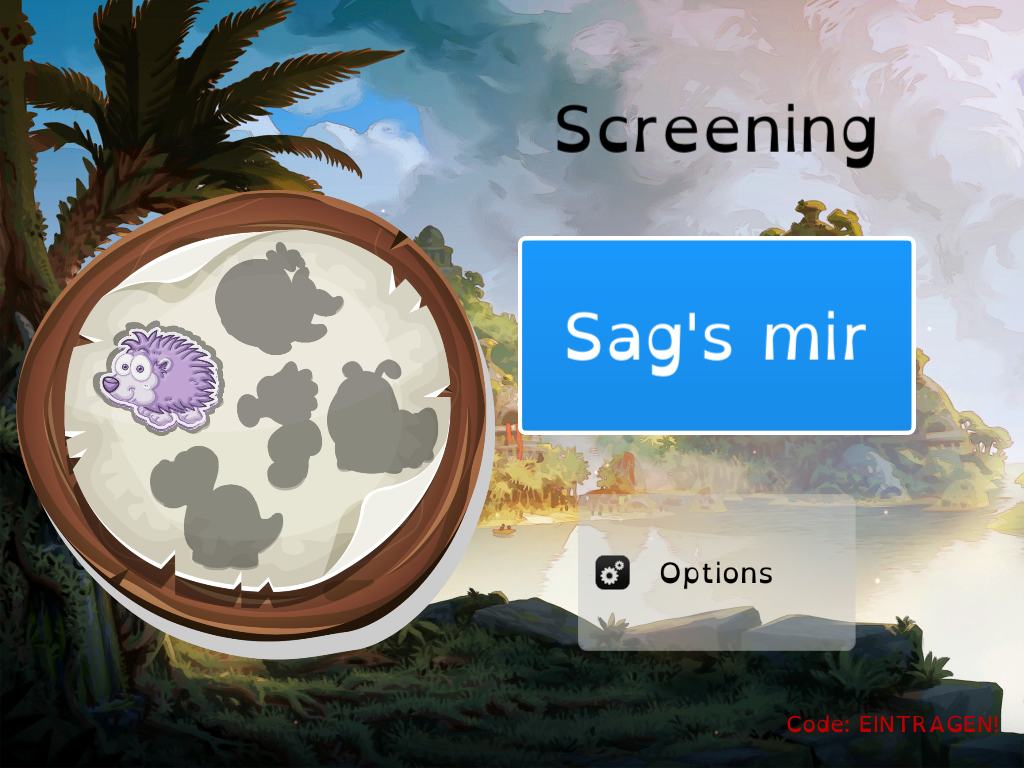 Screening
Sag's mir
Options
Code: EINTRAGEN!